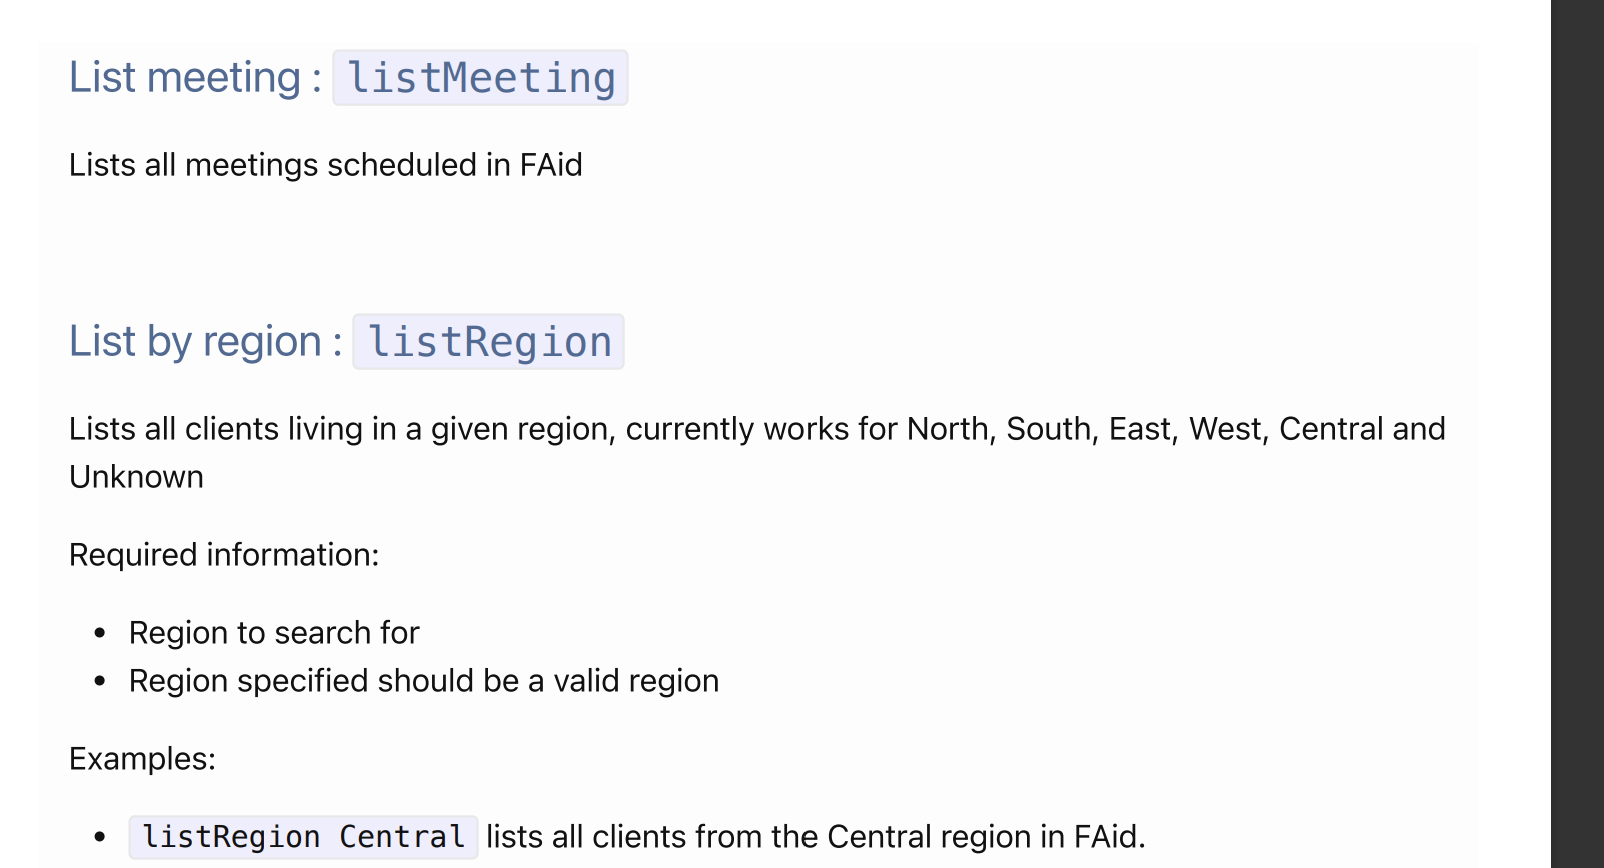 List meeting : listMeeting
Lists all meetings scheduled in FAid
List by region : listRegion
Lists all clients living in a given region, currently works for North, South, East, West, Central and
Unknown
Required information:
• Region to search for
• Region specified should be a valid region
Examples:
• listRegion Central lists all clients from the Central region in FAid.